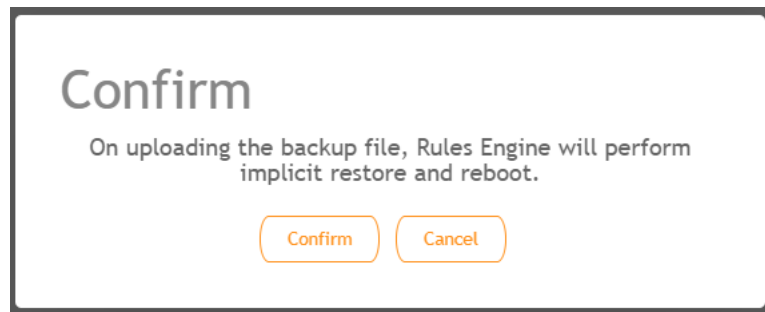 Confirm
On uploading the backup file, Rules Engine will perform
implicit restore and reboot.
Confirm
Cancel